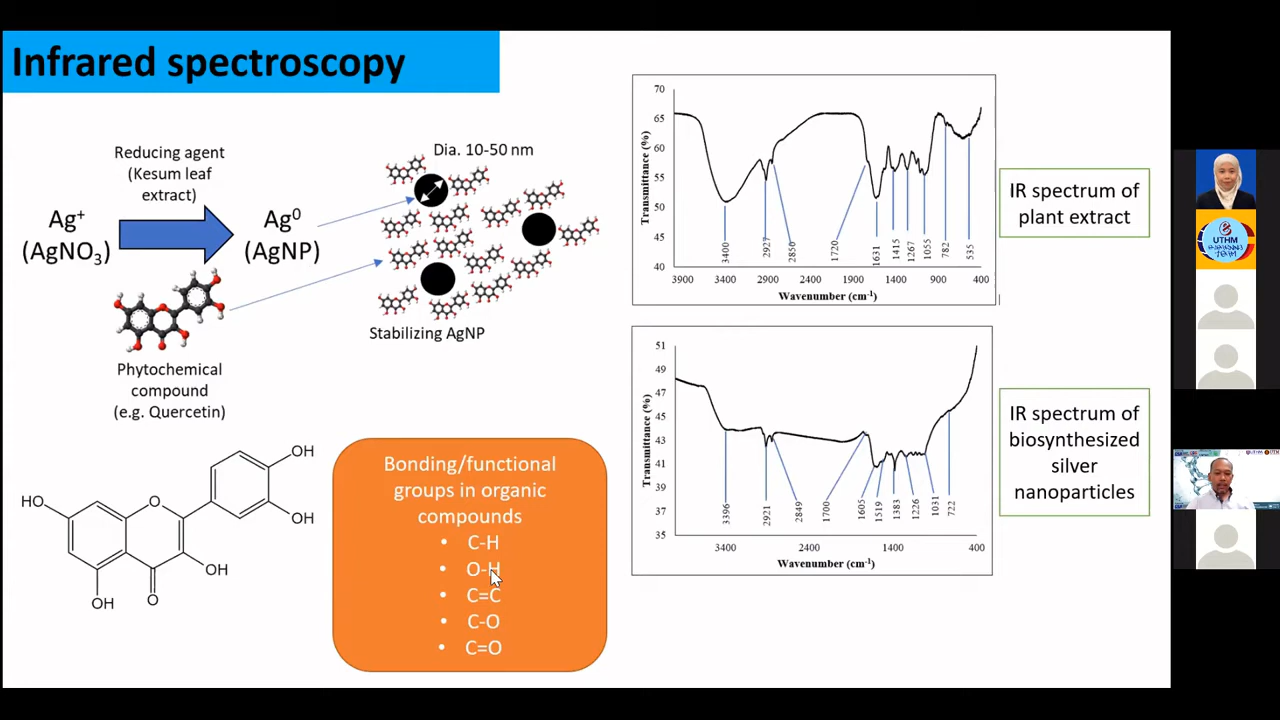 Infrared spectroscopy
Reducing agent
(Kesum leaf
extract)
Ag+
(AgNO3)
Ag0
(AgNP)
Dia. 10-50 nm
Stabilizing AgNP
Phytochemical
compound
(e.g. Quercetin)
OH
HO
O
OH
OH
OH
O
Bonding/functional
groups in organic
compounds
• C-H
• O-H
• C=C
• C-O
• C=O
70
65
60
55
50
45
40
Transmittance (%)
3400
2927
2850
1720
1631
1415
1267
1055
782
535
3900 3400 2900 2400 1900 1400 900 400
Wavenumber (cm-1)
IR spectrum of
plant extract
51
49
47
45
43
41
39
37
35
Transmittance (%)
3396
2921
2849
1700
1605
1519
1383
1226
1031
722
3400 2400 1400 400
Wavenumber (cm-1)
IR spectrum of
biosynthesized
silver
nanoparticles
UTHM